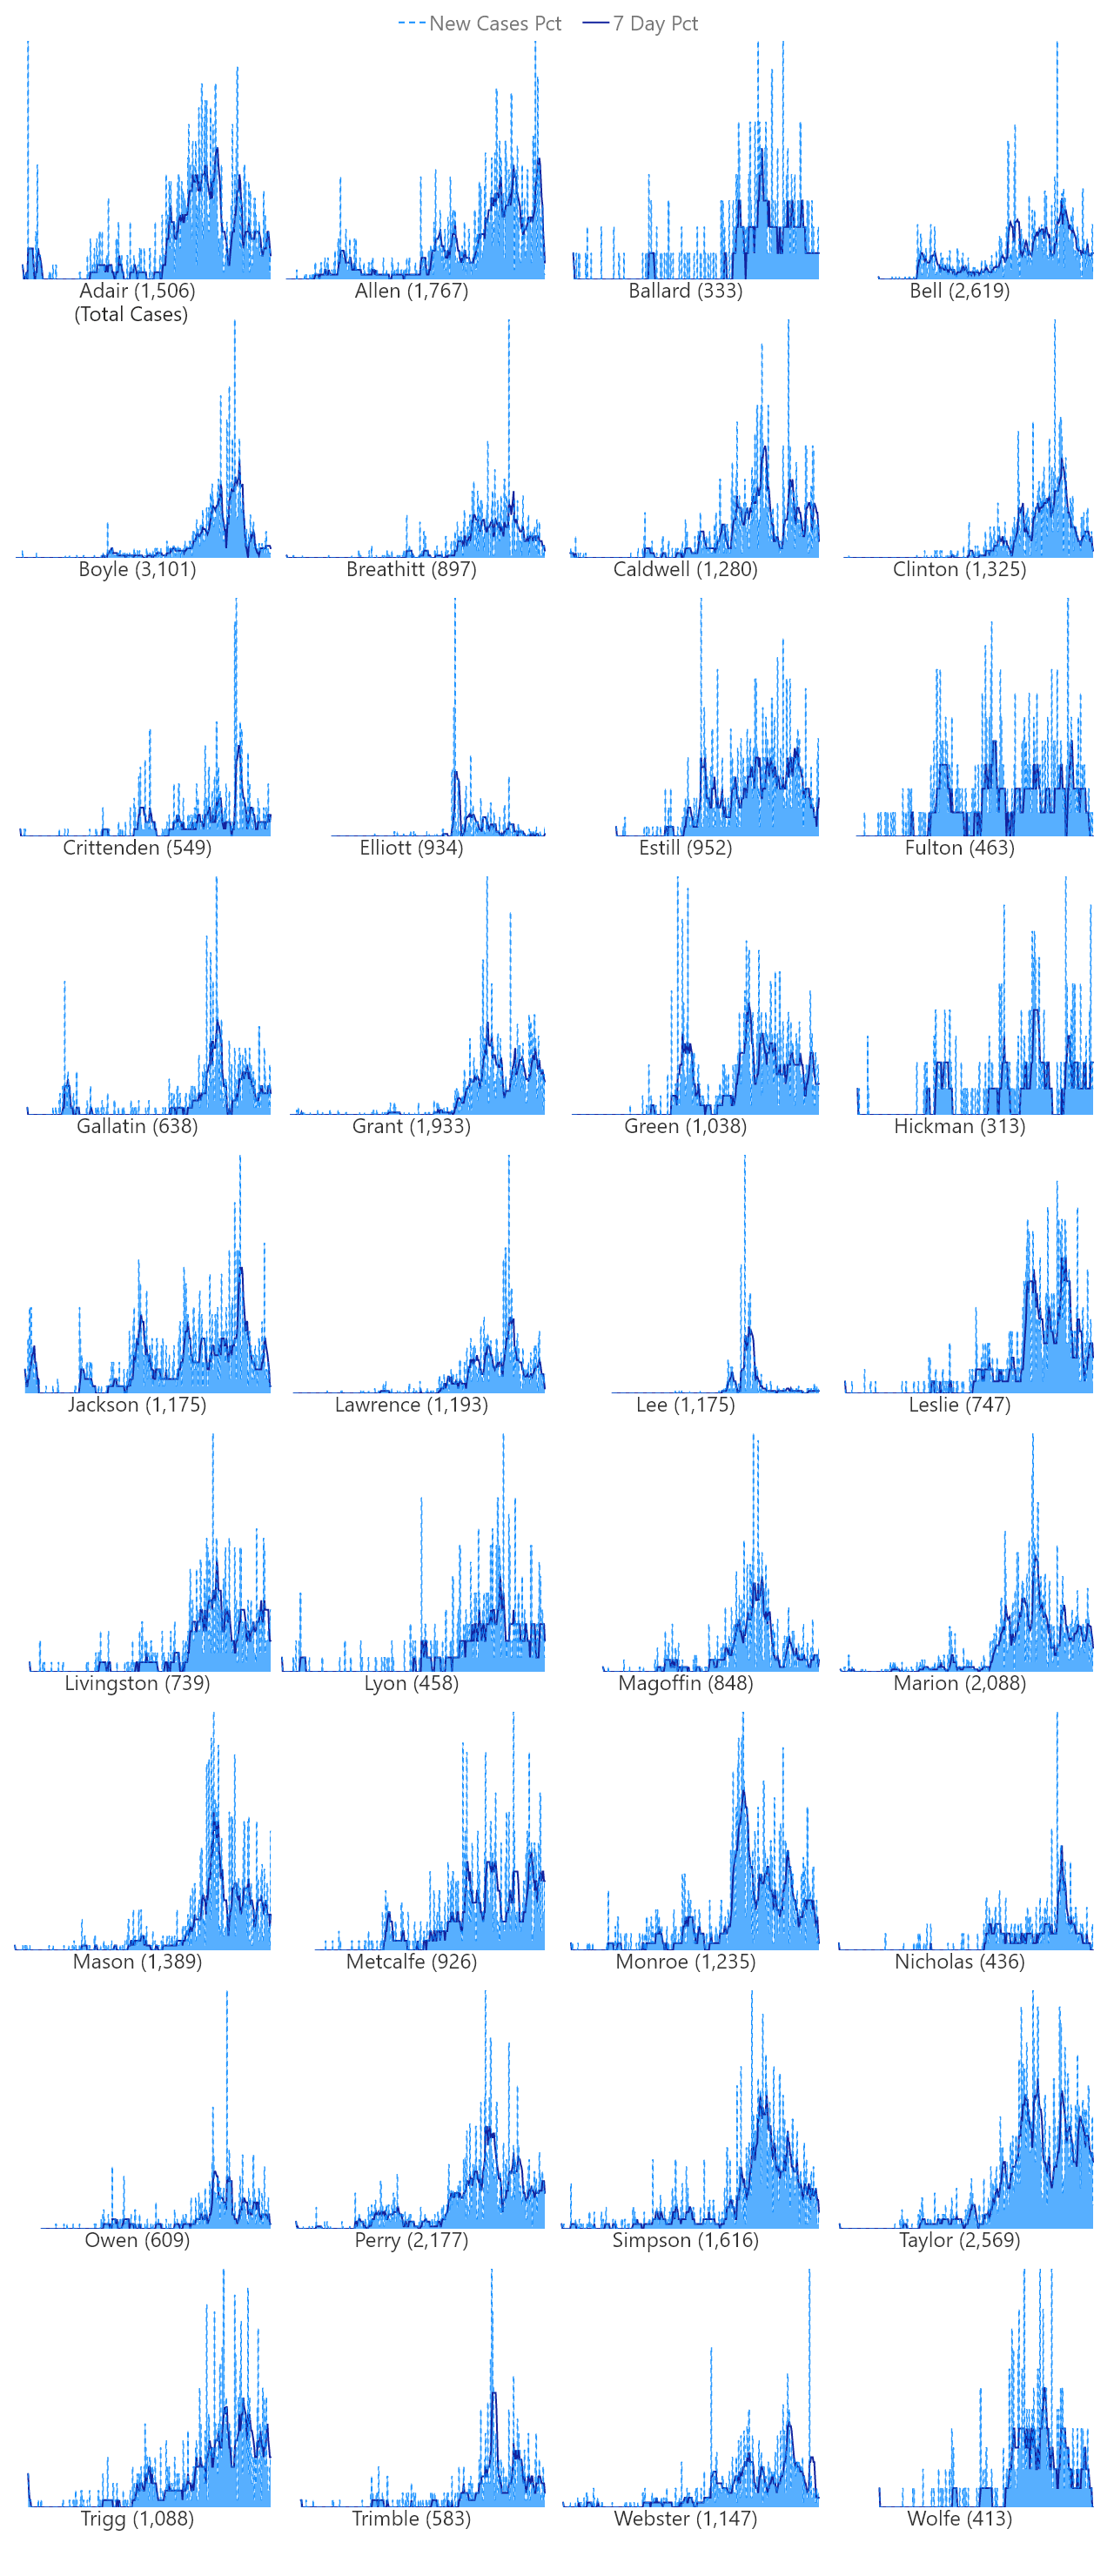 New Cases Pct 7 Day Pct
Adair (1,506) Allen (1,767) Ballard (333) Bell (2,619)
(Total Cases)
Boyle (3,101) Breathitt (897) Caldwell (1,280) Clinton (1,325)
Crittenden (549) Elliott (934) Estill (952) Fulton (463)
Gallatin (638) Grant (1,933) Green (1,038) Hickman (313)
Jackson (1,175) Lawrence (1,193) Lee (1,175) Leslie (747)
Livingston (739) Lyon (458) Magoffin (848) Marion (2,088)
Mason (1,389) Metcalfe (926) Monroe (1,235) Nicholas (436)
Owen (609) Perry (2,177) Simpson (1,616) Taylor (2,569)
Trigg (1,088) Trimble (583) Webster (1,147) Wolfe (413)